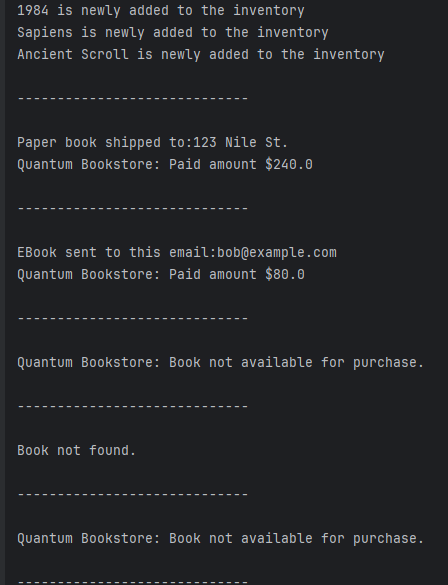 1984 is newly added to the inventory
Sapiens is newly added to the inventory
Ancient Scroll is newly added to the inventory
-----------------------------
Paper book shipped to:123 Nile St.
Quantum Bookstore: Paid amount $240.0
-----------------------------
EBook sent to this email:bob@example.com
Quantum Bookstore: Paid amount $80.0
-----------------------------
Quantum Bookstore: Book not available for purchase.
-----------------------------
Book not found.
-----------------------------
Quantum Bookstore: Book not available for purchase.
-----------------------------